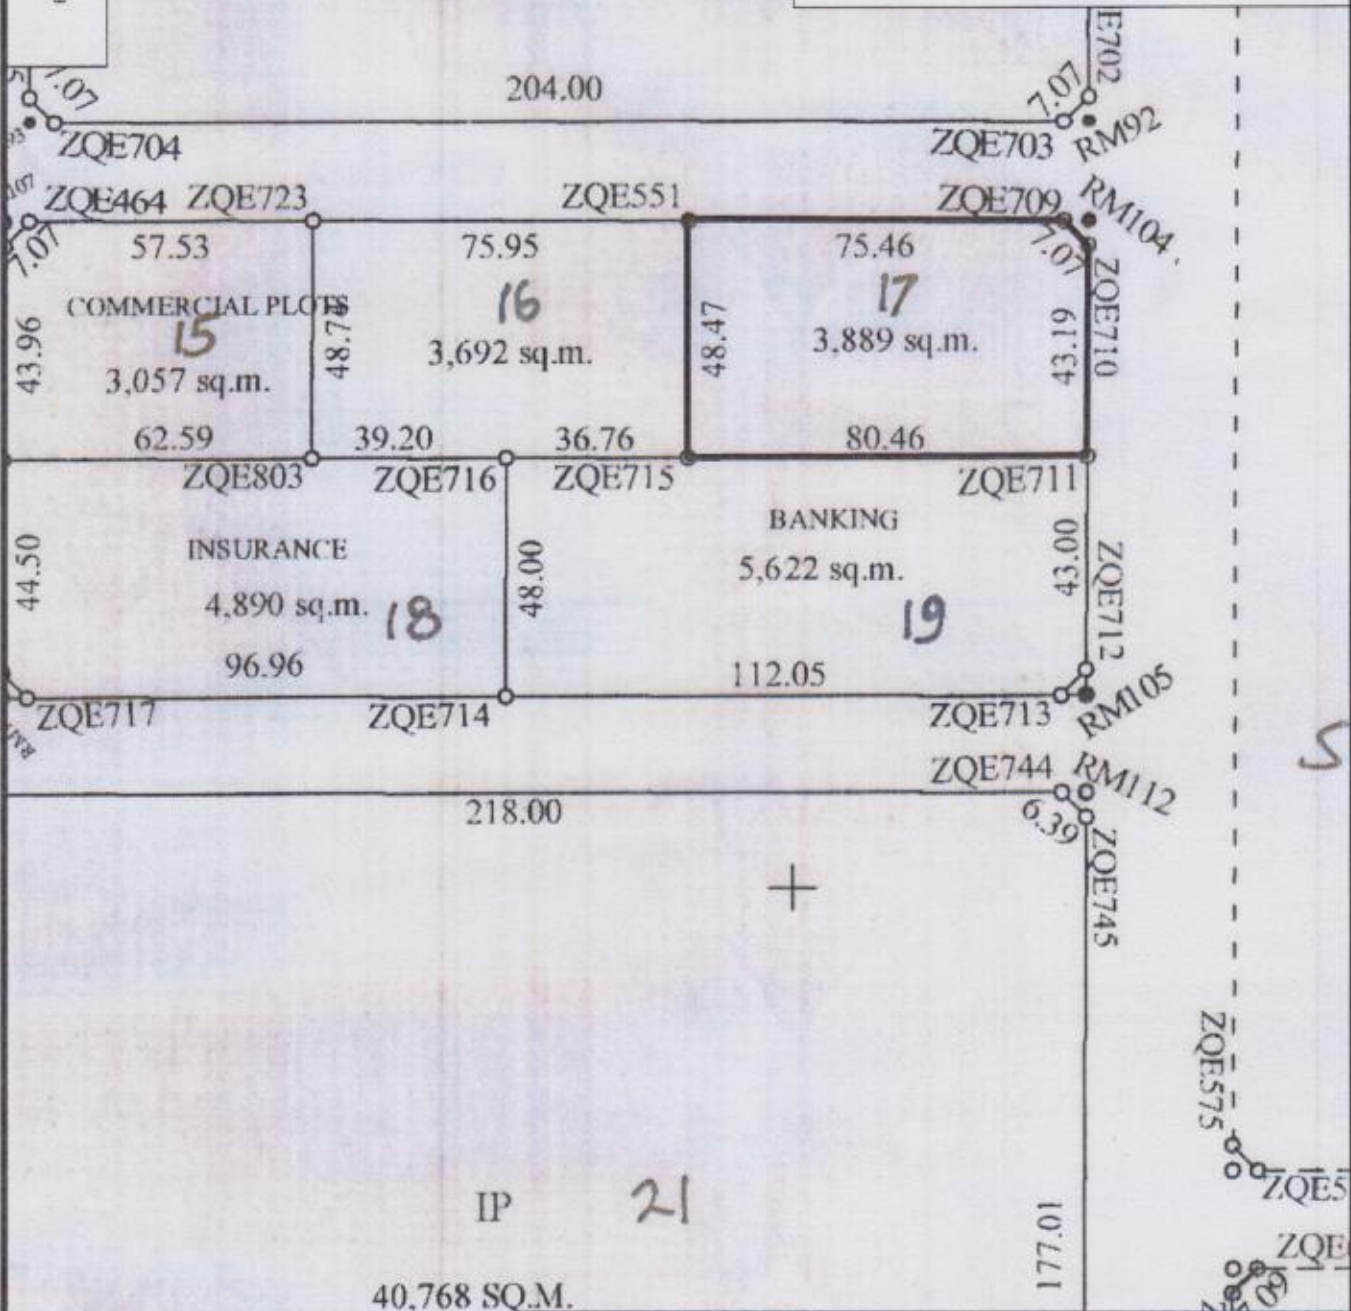 E702
7.07
204.00
7.07
ZQE704
ZQE703
RM92
ZQE464
ZQE723
ZQE551
ZQE709
RM104
7.07
57.53
75.95
75.46
7.07
ZQE710
COMMERCIAL PLOTS
15
16
17
43.96
3,057 sq.m.
3,692 sq.m.
48.47
3,889 sq.m.
43.19
62.59
39.20
36.76
80.46
ZQE803
ZQE716
ZQE715
ZQE711
INSURANCE
BANKING
44.50
4,890 sq.m.
18
48.00
5,622 sq.m.
19
43.00
ZQE712
96.96
112.05
ZQE717
ZQE714
ZQE713
RM105
ZQE744
RM112
218.00
6.39
ZQE745
ZQE575
IP
21
ZQE5
177.01
ZQE
40,768 SQ.M.